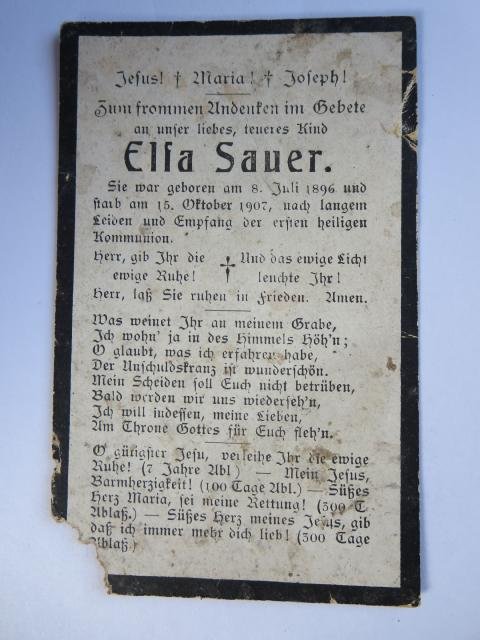 Jesus! † Maria! † Joseph!
Zum frommen Andenken im Gebete
an unser liebes, teueres Kind
Elsa Sauer.
Sie war geboren am 8. Juli 1896 und
starb am 15. Oktober 1907, nach langem
Leiden und Empfang der ersten heiligen
Kommunion.
Herr, gib Ihr die † Und das ewige Licht
ewige Ruhe! leuchte Ihr!
Herr, laß Sie ruhen in Frieden. Amen.
Was weinet Ihr an meinem Grabe,
Ich wohn' ja in des Himmels Höh'n;
O glaubt, was ich erfahren habe,
Der Unschuldskranz ist wunderschön.
Mein Scheiden soll Euch nicht betrüben,
Bald werden wir uns wiederseh'n,
Ich will indessen, meine Lieben,
Am Throne Gottes für Euch fleh'n.
O gütigster Jesu, verleihe Ihr die ewige
Ruhe! (7 Jahre Abl) — Mein Jesus,
Barmherzigkeit! (100 Tage Abl.) — Süßes
Herz Maria, sei meine Rettung! (300 T.
Ablaß.) — Süßes Herz meines Jesus, gib
daß ich immer mehr dich lieb! (300 Tage
Ablaß)